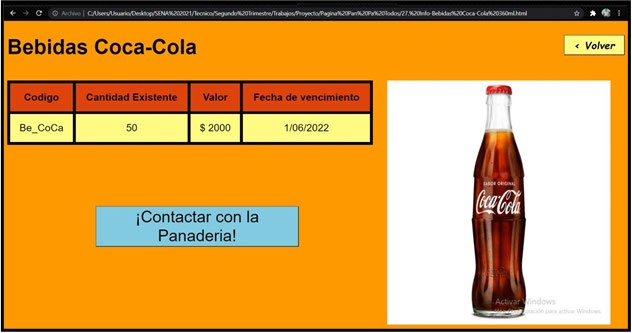 Archivo | C:/Users/Usuario/Desktop/SENA%202021/Tecnico/Segundo%20Trimestre/Trabajos/Proyecto/Pagina%20Pan%20Pa%20Todos/27.%20Info-Bebidas%20Coca-Cola%20360ml.html
Bebidas Coca-Cola
< Volver
Codigo Cantidad Existente Valor Fecha de vencimiento
Be_CoCa 50 $ 2000 1/06/2022
¡Contactar con la
Panaderia!
SABOR ORIGINAL
Coca-Cola
Activar Windows
para activar Windows.